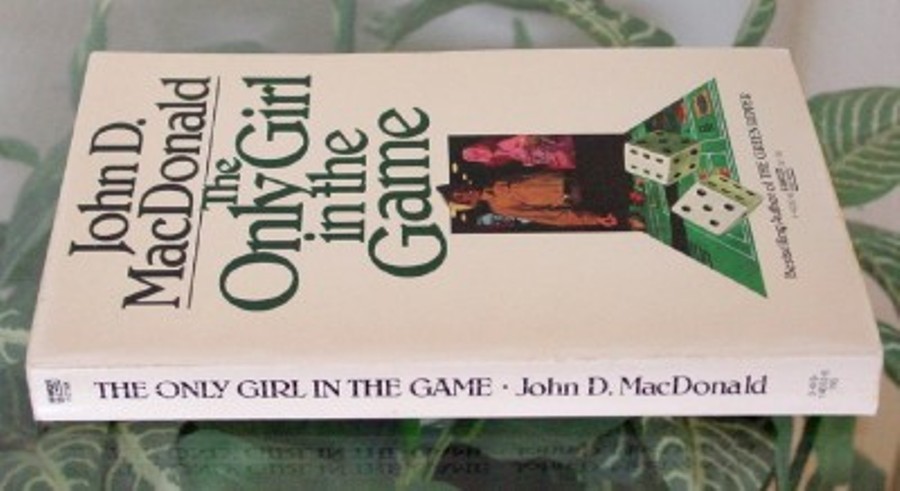 John D.
MacDonald
The
Only Girl
in the
Game
Bestselling Author of THE GREEN RIPPER
THE ONLY GIRL IN THE GAME · John D. MacDonald